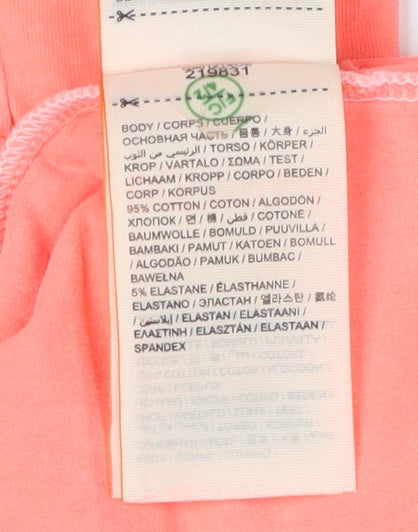 219831
BODY / CORPS / CUERPO /
ОСНОВНАЯ ЧАСТЬ / 몸통 / 大身 / الجزء
الرئيسي من الثوب / TORSO / KÖRPER /
KROP / VARTALO / ΣΩΜΑ / TEST /
LICHAAM / KROPP / CORPO / BEDEN /
CORP / KORPUS
95% COTTON / COTON / ALGODÓN /
ХЛОПОК / 면 / 棉 / قطن / COTONE /
BAUMWOLLE / BOMULD / PUUVILLA /
ΒΑΜΒΑΚΙ / PAMUT / KATOEN / BOMULL
/ ALGODÃO / PAMUK / BUMBAC /
BAWEŁNA
5% ELASTANE / ÉLASTHANNE /
ELASTANO / ЭЛАСТАН / 엘라스탄 / 氨纶
/ إيلاستين / ELASTAN / ELASTAANI /
ΕΛΑΣΤΙΝΗ / ELASZTÁN / ELASTAAN /
SPANDEX